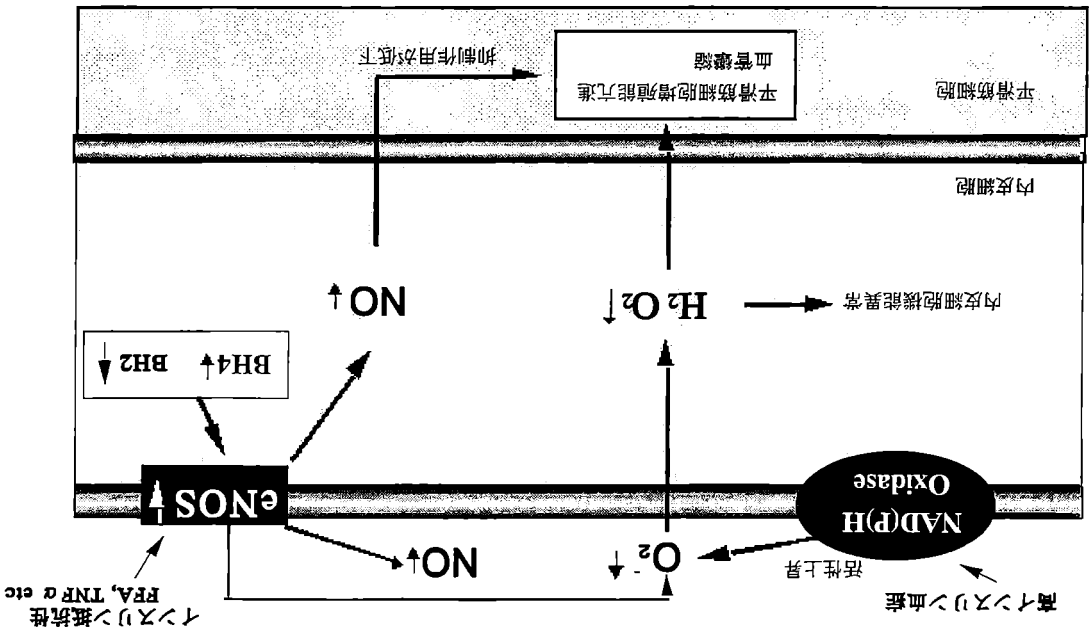 高インスリン血症
インスリン抵抗性
FFA, TNFα etc
活性上昇
O₂⁻ ↑
NO↓
NAD(P)H
Oxidase
eNOS
BH4↓ BH2↑
内皮細胞機能異常
H₂O₂↑
NO↓
内皮細胞
平滑筋細胞
平滑筋細胞増殖能亢進
血管攣縮
抑制作用が低下